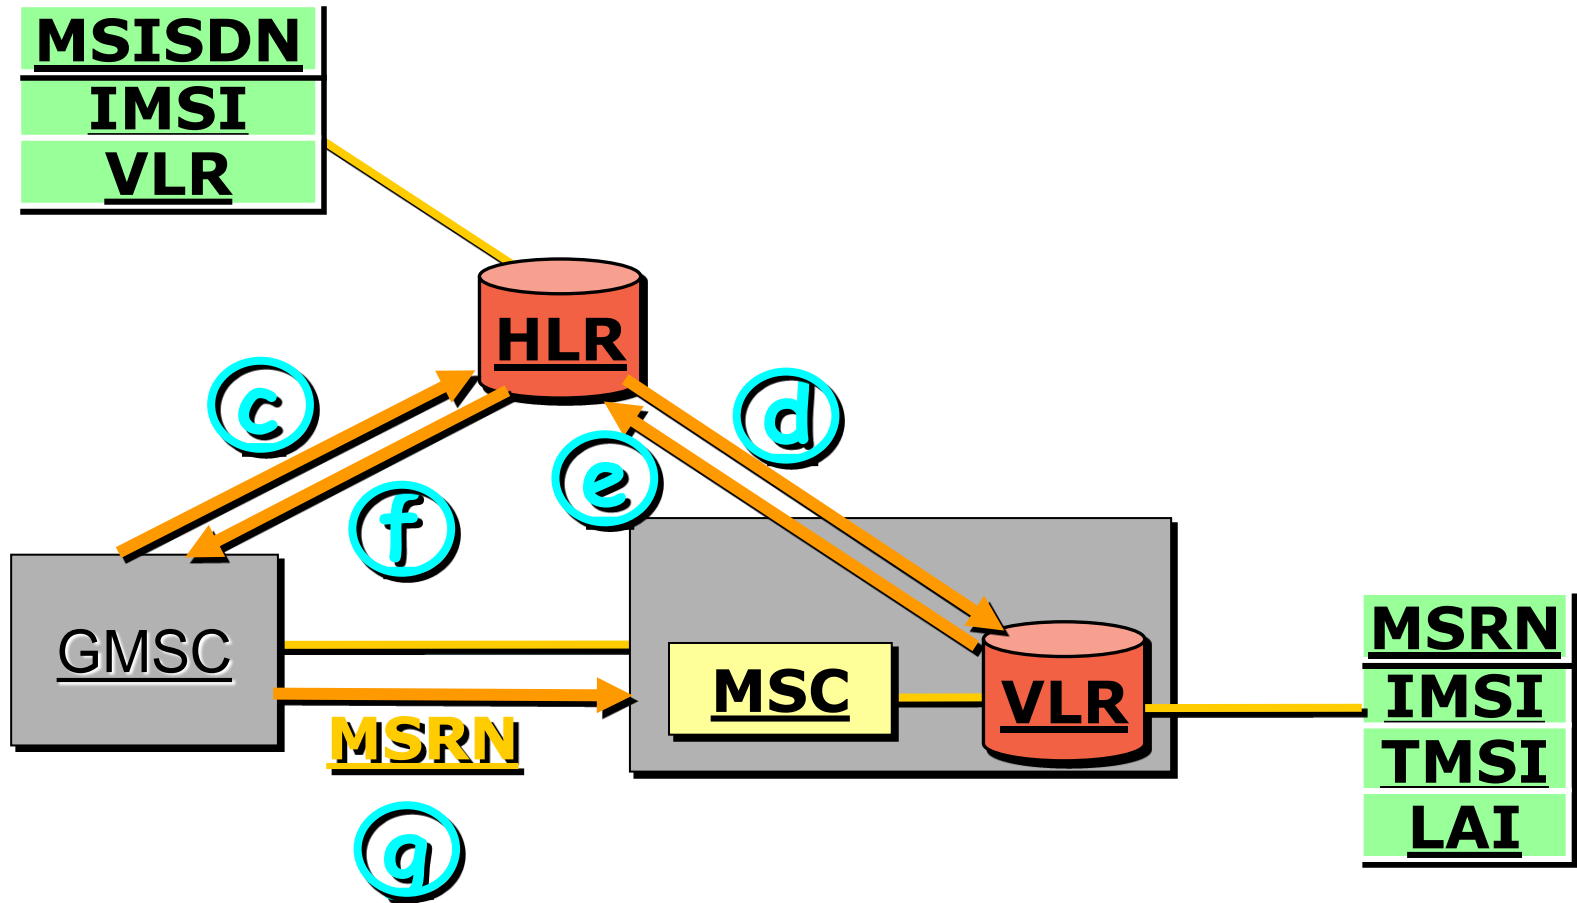 MSISDN
IMSI
VLR
HLR
c
d
e
f
GMSC
MSC
VLR
MSRN
g
MSRN
IMSI
TMSI
LAI